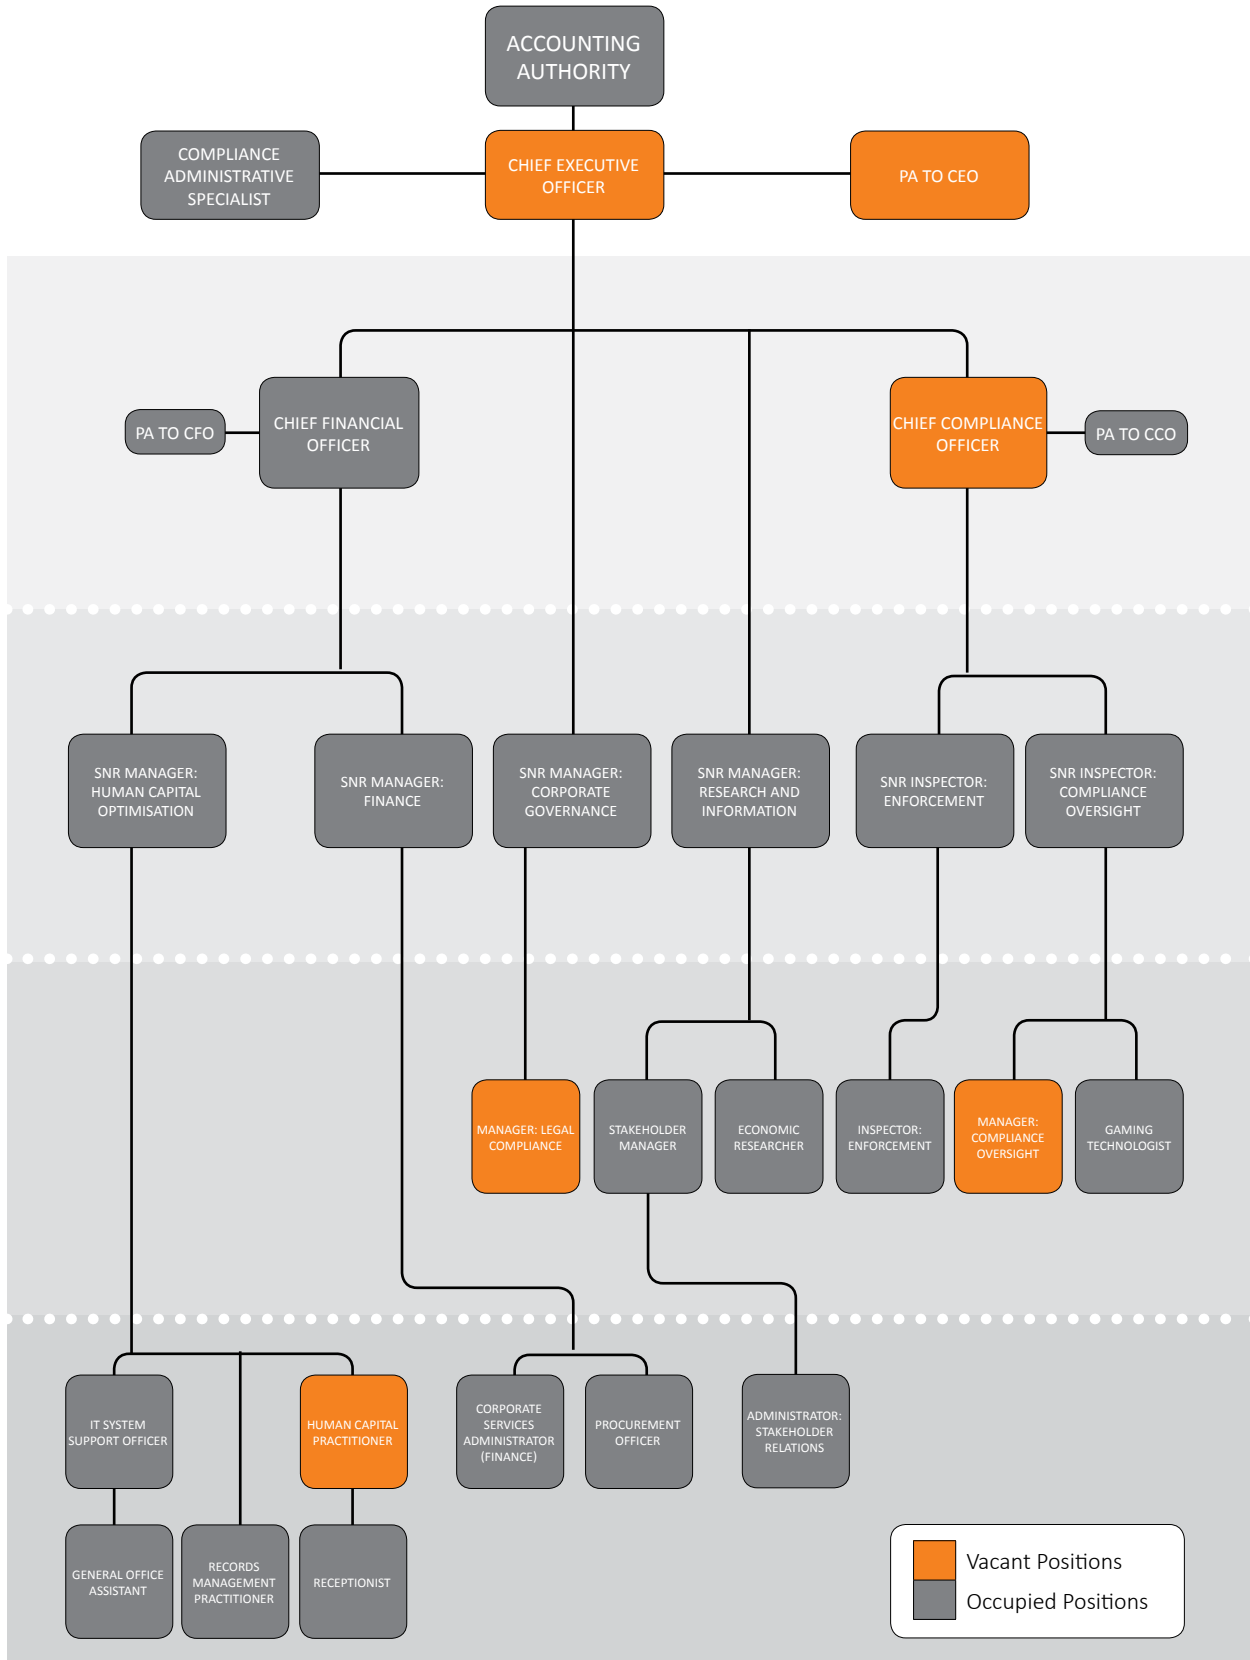 ACCOUNTING
AUTHORITY
COMPLIANCE
ADMINISTRATIVE
SPECIALIST
CHIEF EXECUTIVE
OFFICER
PA TO CEO
PA TO CFO
CHIEF FINANCIAL
OFFICER
CHIEF COMPLIANCE
OFFICER
PA TO CCO
SNR MANAGER:
HUMAN CAPITAL
OPTIMISATION
SNR MANAGER:
FINANCE
SNR MANAGER:
CORPORATE
GOVERNANCE
SNR MANAGER:
RESEARCH AND
INFORMATION
SNR INSPECTOR:
ENFORCEMENT
SNR INSPECTOR:
COMPLIANCE
OVERSIGHT
MANAGER: LEGAL
COMPLIANCE
STAKEHOLDER
MANAGER
ECONOMIC
RESEARCHER
INSPECTOR:
ENFORCEMENT
MANAGER:
COMPLIANCE
OVERSIGHT
GAMING
TECHNOLOGIST
IT SYSTEM
SUPPORT OFFICER
HUMAN CAPITAL
PRACTITIONER
CORPORATE
SERVICES
ADMINISTRATOR
(FINANCE)
PROCUREMENT
OFFICER
ADMINISTRATOR:
STAKEHOLDER
RELATIONS
GENERAL OFFICE
ASSISTANT
RECORDS
MANAGEMENT
PRACTITIONER
RECEPTIONIST
Vacant Positions
Occupied Positions